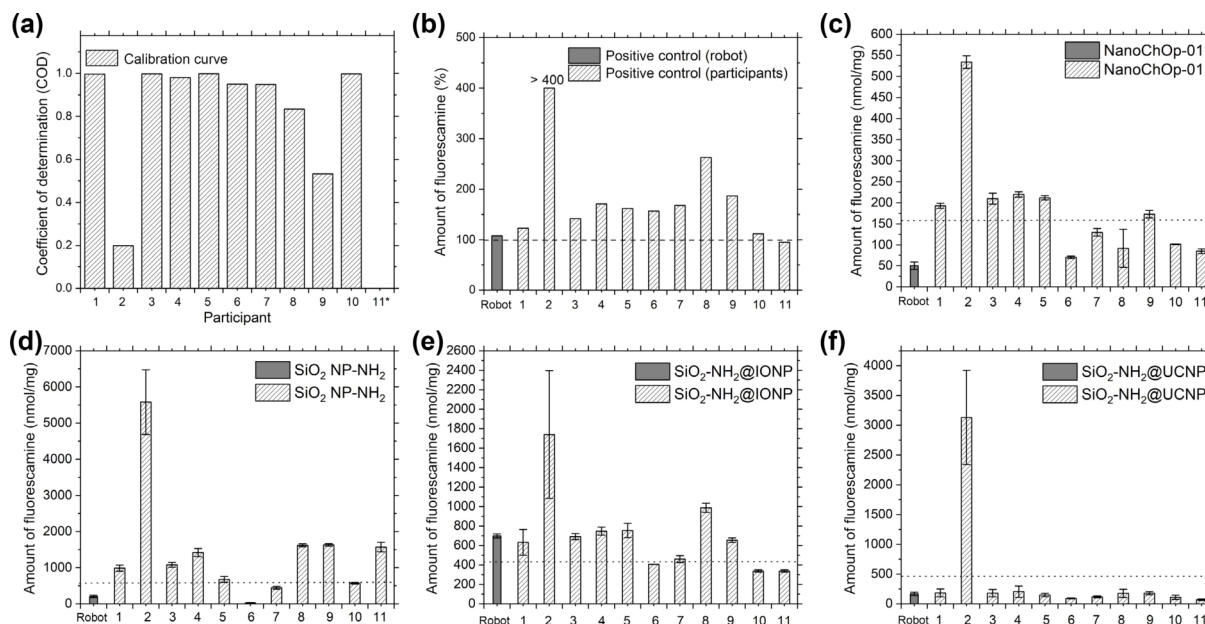 (a)
Coefficient of determination (COD)
Calibration curve
1.0
0.8
0.6
0.4
0.2
0.0
1 2 3 4 5 6 7 8 9 10 11*
Participant
(b)
Amount of fluorescamine (%)
Positive control (robot)
Positive control (participants)
> 400
500
400
300
200
100
0
Robot 1 2 3 4 5 6 7 8 9 10 11
(c)
Amount of fluorescamine (nmol/mg)
NanoChOp-01
NanoChOp-01
600
550
500
450
400
350
300
250
200
150
100
50
0
Robot 1 2 3 4 5 6 7 8 9 10 11
(d)
Amount of fluorescamine (nmol/mg)
SiO₂ NP-NH₂
SiO₂ NP-NH₂
7000
6000
5000
4000
3000
2000
1000
0
Robot 1 2 3 4 5 6 7 8 9 10 11
(e)
Amount of fluorescamine (nmol/mg)
SiO₂-NH₂@IONP
SiO₂-NH₂@IONP
2600
2400
2200
2000
1800
1600
1400
1200
1000
800
600
400
200
0
Robot 1 2 3 4 5 6 7 8 9 10 11
(f)
Amount of fluorescamine (nmol/mg)
SiO₂-NH₂@UCNP
SiO₂-NH₂@UCNP
4000
3500
3000
2500
2000
1500
1000
500
0
Robot 1 2 3 4 5 6 7 8 9 10 11